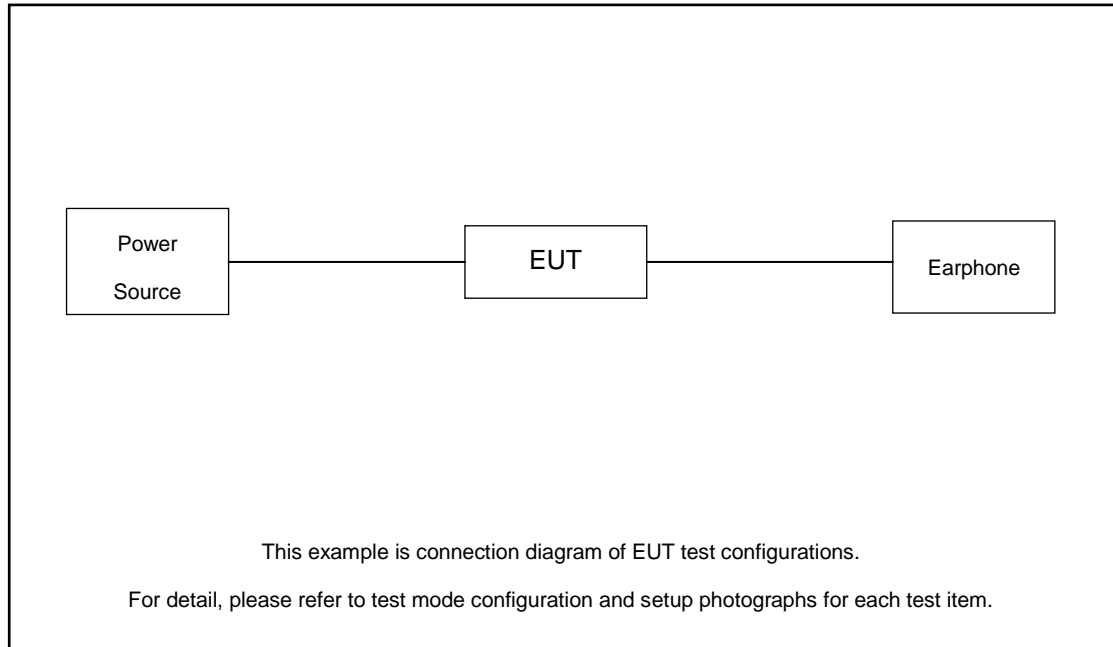 Power
Source
EUT
Earphone
This example is connection diagram of EUT test configurations.
For detail, please refer to test mode configuration and setup photographs for each test item.